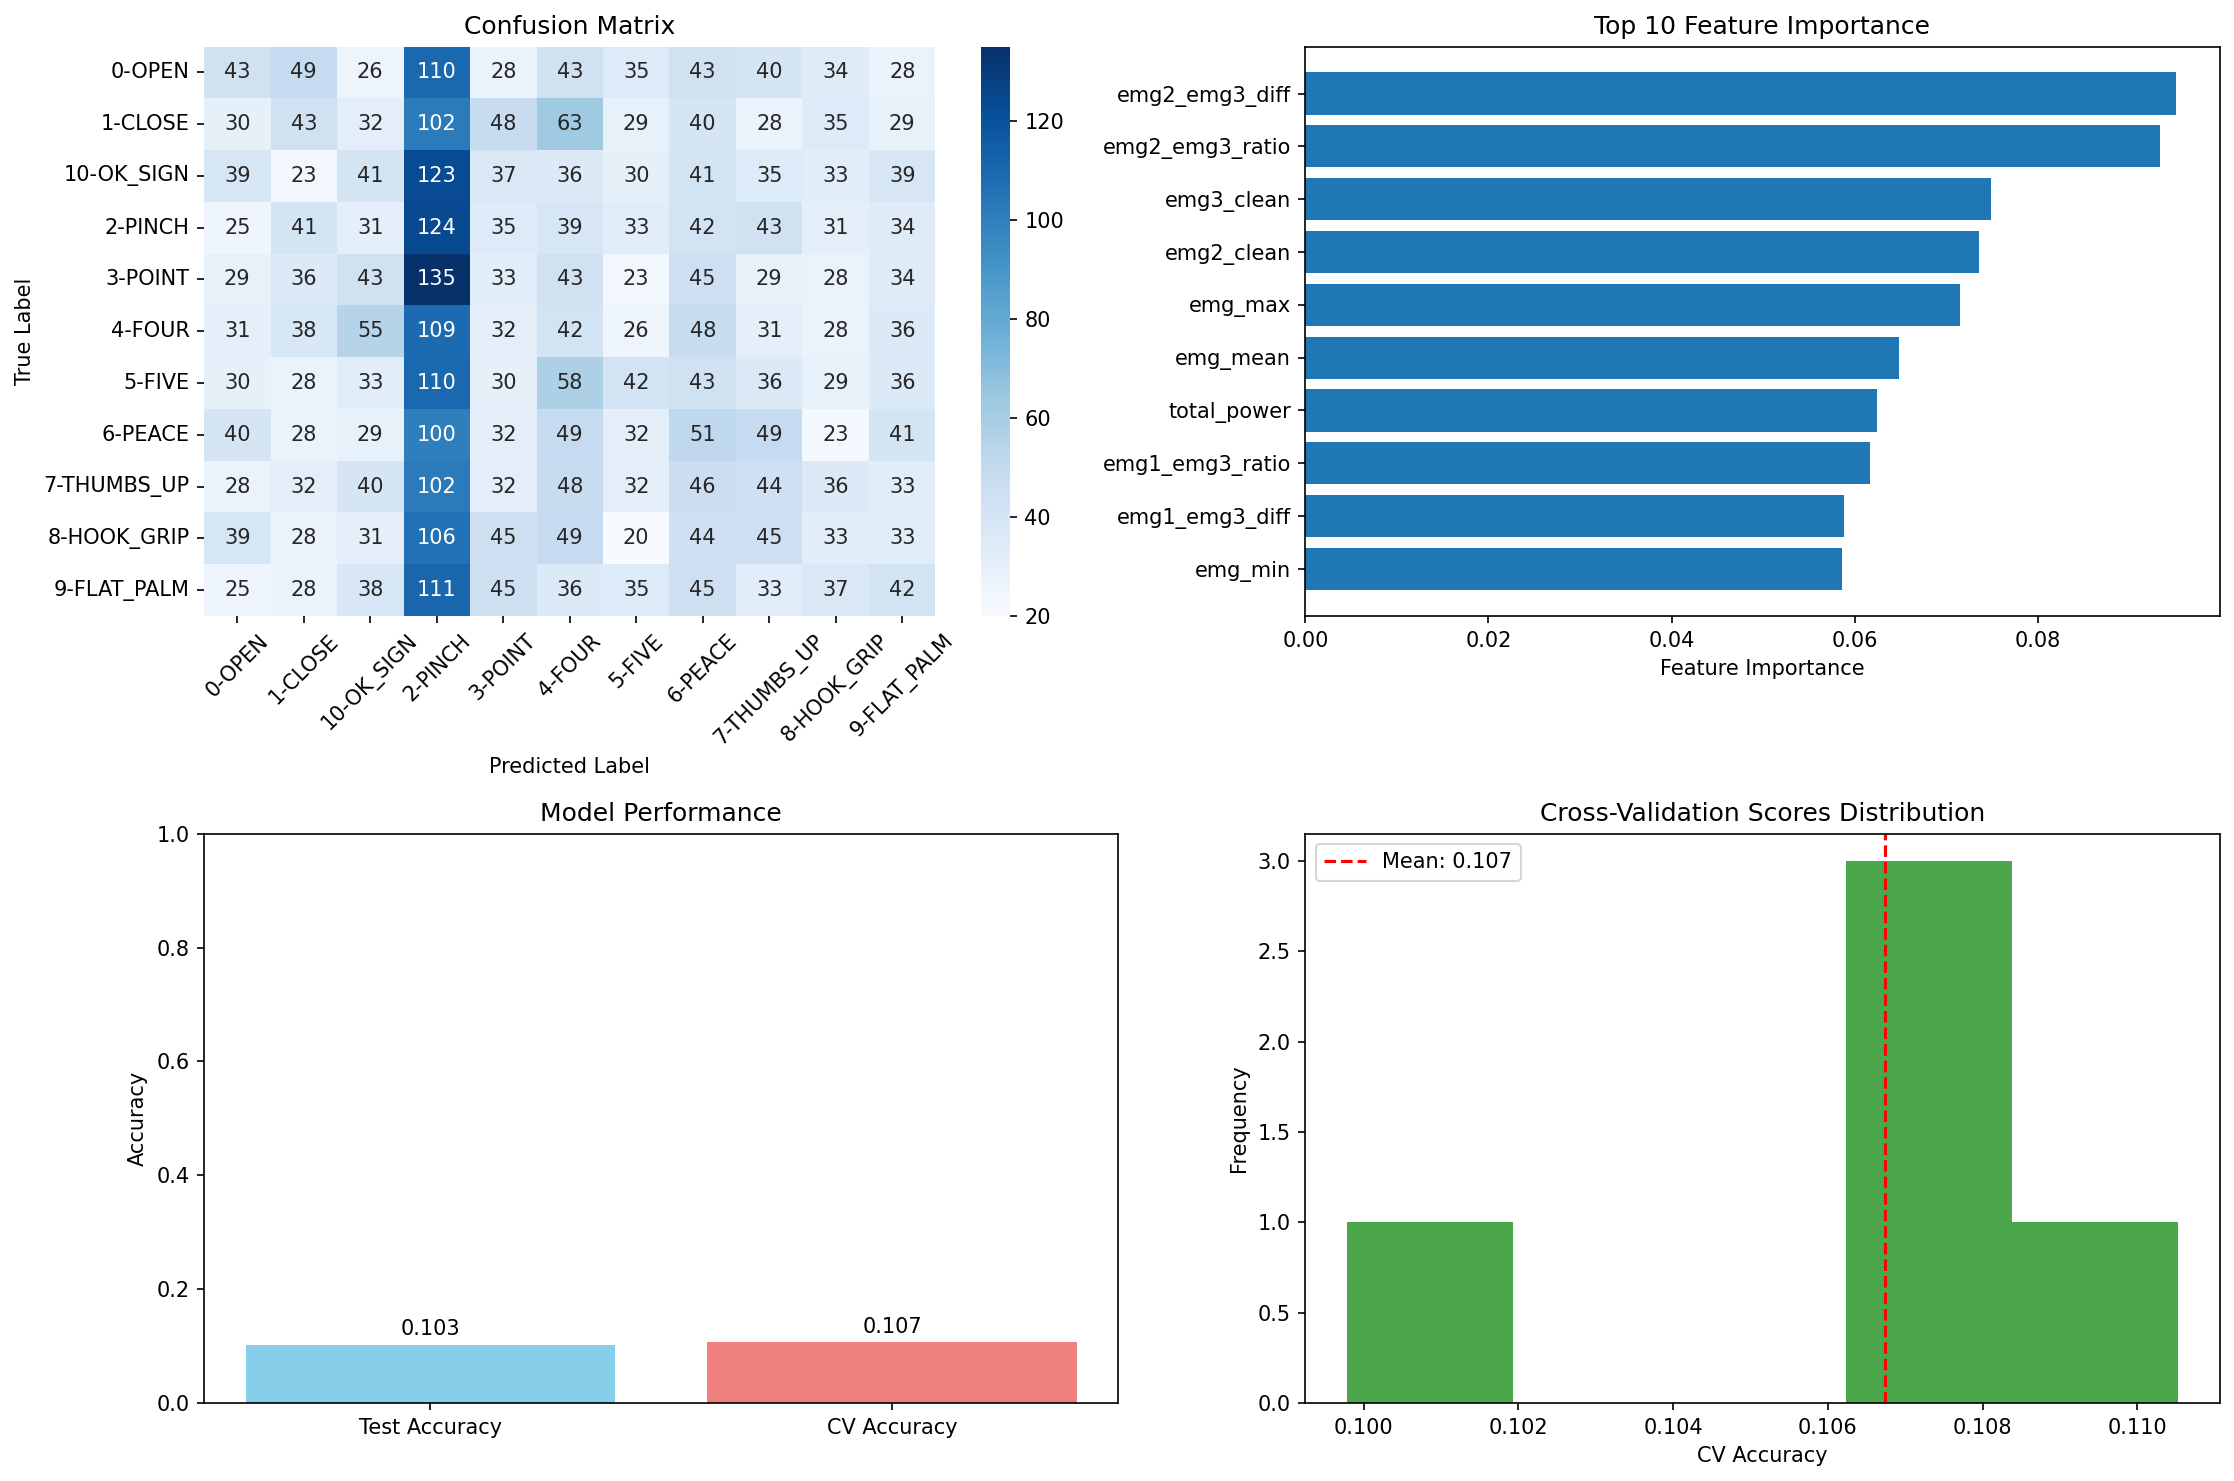 Confusion Matrix
0-OPEN 43 49 26 110 28 43 35 43 40 34 28
1-CLOSE 30 43 32 102 48 63 29 40 28 35 29
10-OK_SIGN 39 23 41 123 37 36 30 41 35 33 39
2-PINCH 25 41 31 124 35 39 33 42 43 31 34
3-POINT 29 36 43 135 33 43 23 45 29 28 34
4-FOUR 31 38 55 109 32 42 26 48 31 28 36
5-FIVE 30 28 33 110 30 58 42 43 36 29 36
6-PEACE 40 28 29 100 32 49 32 51 49 23 41
7-THUMBS_UP 28 32 40 102 32 48 32 46 44 36 33
8-HOOK_GRIP 39 28 31 106 45 49 20 44 45 33 33
9-FLAT_PALM 25 28 38 111 45 36 35 45 33 37 42
True Label
0-OPEN 1-CLOSE 10-OK_SIGN 2-PINCH 3-POINT 4-FOUR 5-FIVE 6-PEACE 7-THUMBS_UP 8-HOOK_GRIP 9-FLAT_PALM
Predicted Label
120
100
80
60
40
20
Top 10 Feature Importance
emg2_emg3_diff
emg2_emg3_ratio
emg3_clean
emg2_clean
emg_max
emg_mean
total_power
emg1_emg3_ratio
emg1_emg3_diff
emg_min
0.00 0.02 0.04 0.06 0.08
Feature Importance
Model Performance
1.0
0.8
0.6
0.4
0.2
0.0
Accuracy
0.103 0.107
Test Accuracy CV Accuracy
Cross-Validation Scores Distribution
Mean: 0.107
3.0
2.5
2.0
1.5
1.0
0.5
0.0
Frequency
0.100 0.102 0.104 0.106 0.108 0.110
CV Accuracy